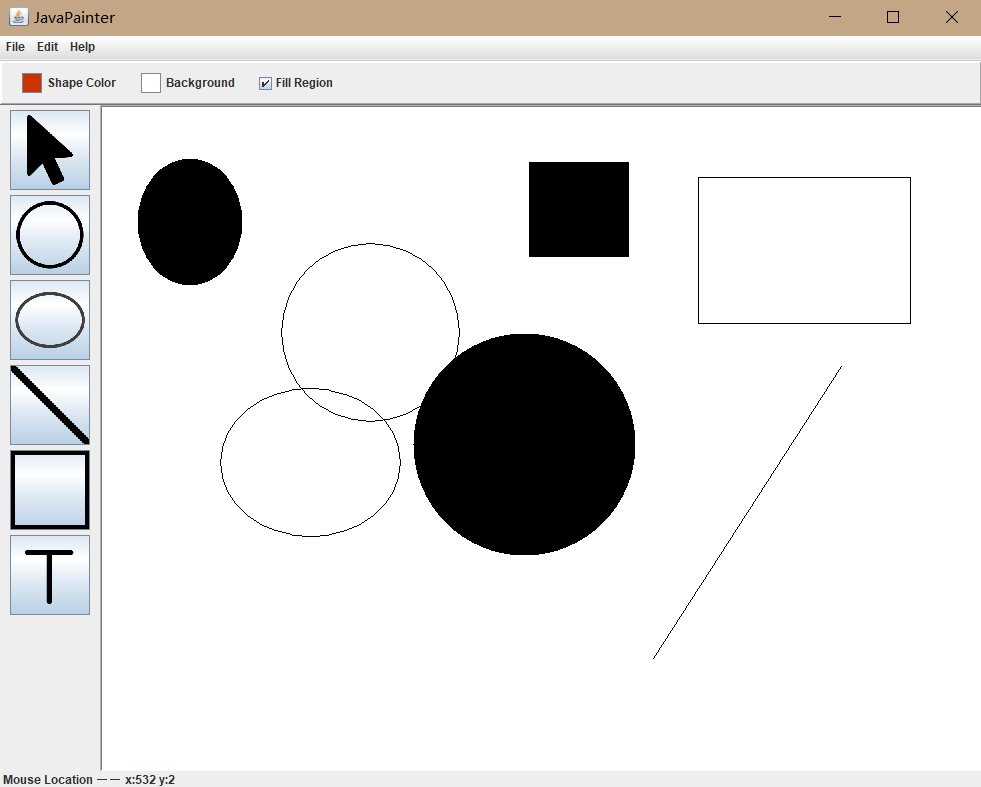 JavaPainter
File Edit Help
Shape Color Background Fill Region
T
Mouse Location —— x:532 y:2